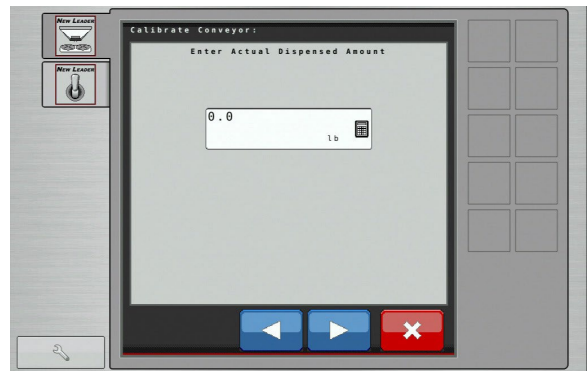 NEW LEADER
NEW LEADER
Calibrate Conveyor:
Enter Actual Dispensed Amount
0.0
lb